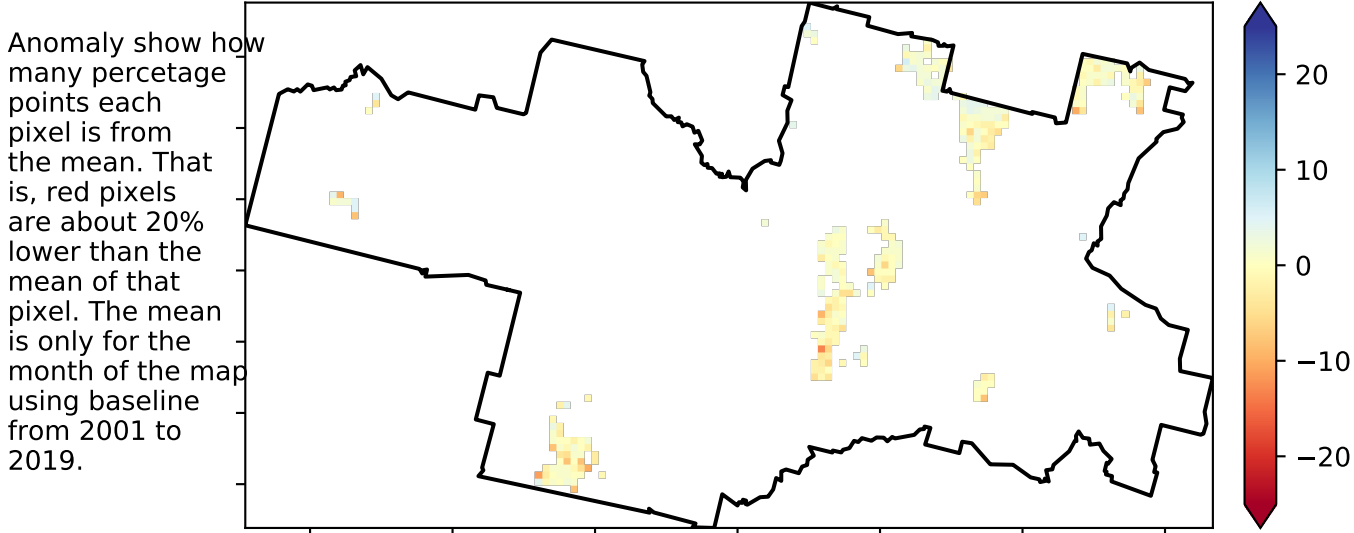 Anomaly show how
many percetage
points each
pixel is from
the mean. That
is, red pixels
are about 20%
lower than the
mean of that
pixel. The mean
is only for the
month of the map
using baseline
from 2001 to
2019.
20
10
0
−10
−20